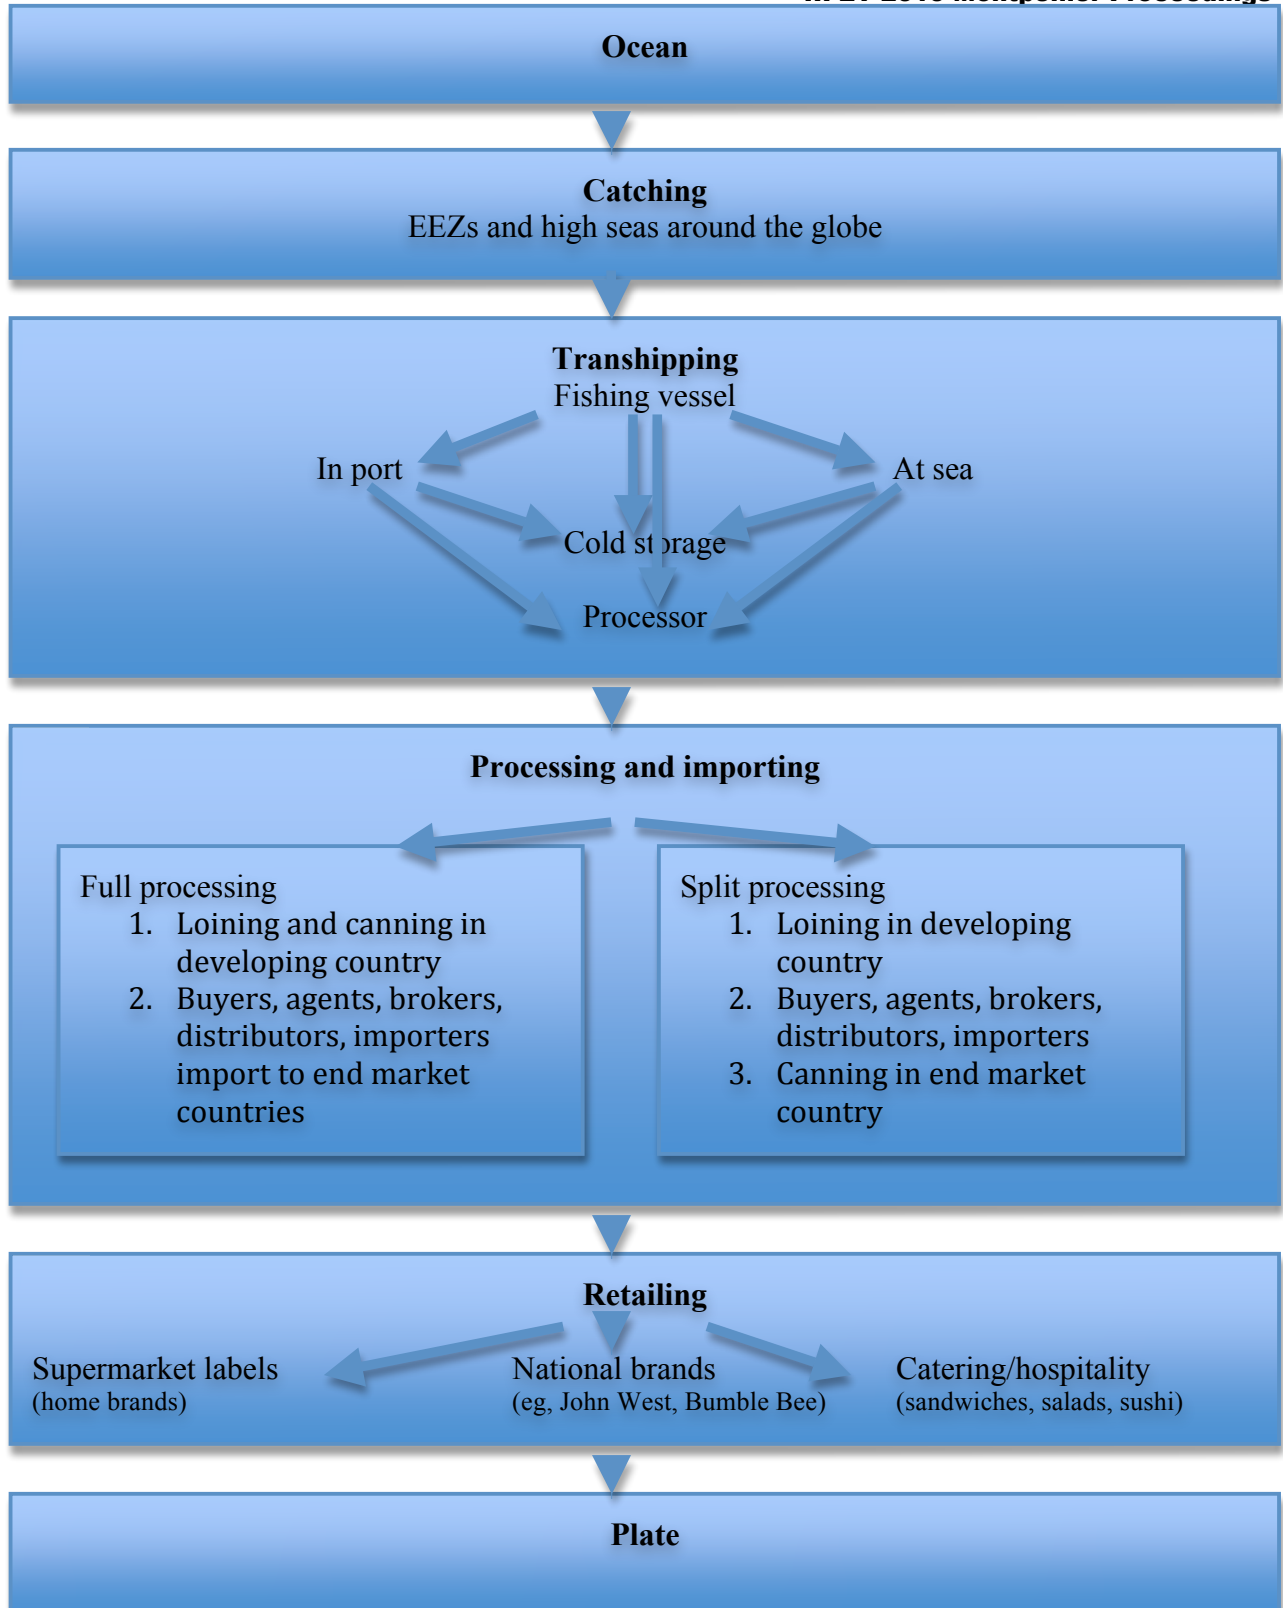 Ocean
Catching
EEZs and high seas around the globe
Transhipping
Fishing vessel
In port
At sea
Cold storage
Processor
Processing and importing
Full processing
1. Loining and canning in
developing country
2. Buyers, agents, brokers,
distributors, importers
import to end market
countries
Split processing
1. Loining in developing
country
2. Buyers, agents, brokers,
distributors, importers
3. Canning in end market
country
Retailing
Supermarket labels
(home brands)
National brands
(eg, John West, Bumble Bee)
Catering/hospitality
(sandwiches, salads, sushi)
Plate